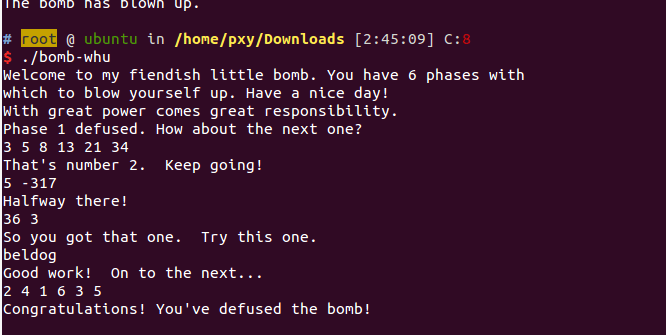 The bomb has blown up.
# root @ ubuntu in /home/pxy/Downloads [2:45:09] C:8
$ ./bomb-whu
Welcome to my fiendish little bomb. You have 6 phases with
which to blow yourself up. Have a nice day!
With great power comes great responsibility.
Phase 1 defused. How about the next one?
3 5 8 13 21 34
That's number 2.  Keep going!
5 -317
Halfway there!
36 3
So you got that one.  Try this one.
beldog
Good work!  On to the next...
2 4 1 6 3 5
Congratulations! You've defused the bomb!